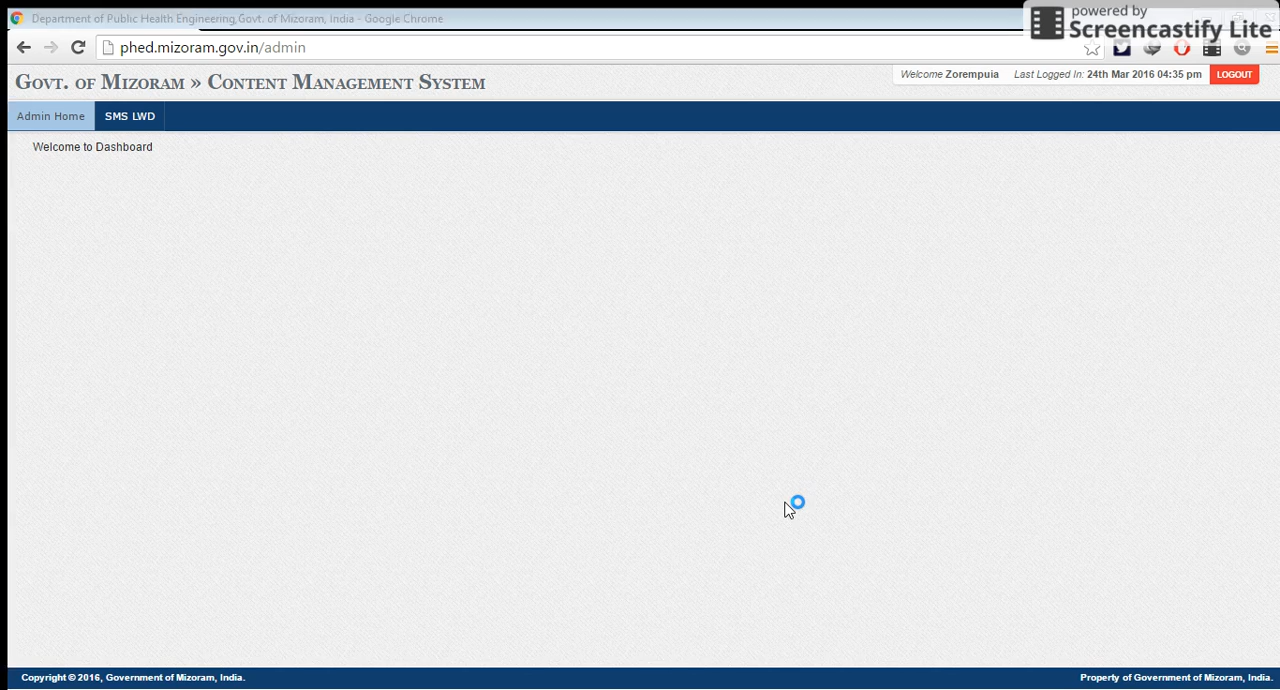 Department of Public Health Engineering,Govt. of Mizoram, India - Google Chrome
powered by
Screencastify Lite
phed.mizoram.gov.in/admin
Govt. of Mizoram » Content Management System
Welcome Zorempuia Last Logged In: 24th Mar 2016 04:35 pm LOGOUT
Admin Home SMS LWD
Welcome to Dashboard
Copyright © 2016, Government of Mizoram, India. Property of Government of Mizoram, India.